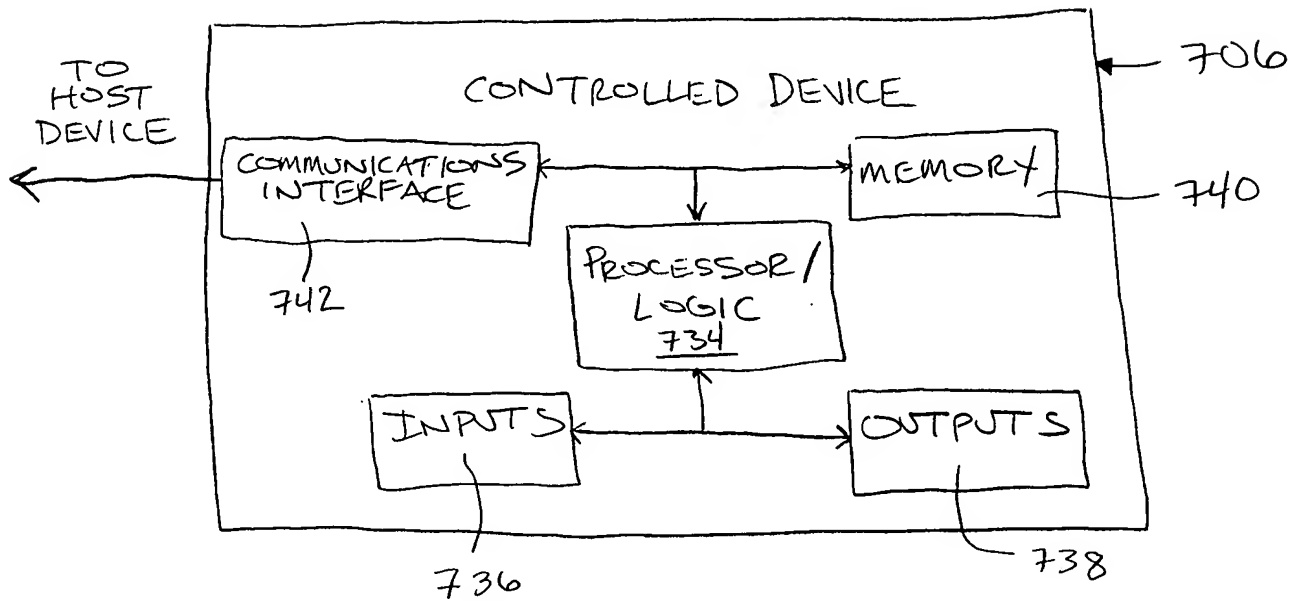 TO
HOST
DEVICE
CONTROLLED DEVICE
706
COMMUNICATIONS
INTERFACE
742
MEMORY
740
PROCESSOR/
LOGIC
734
INPUTS
736
OUTPUTS
738